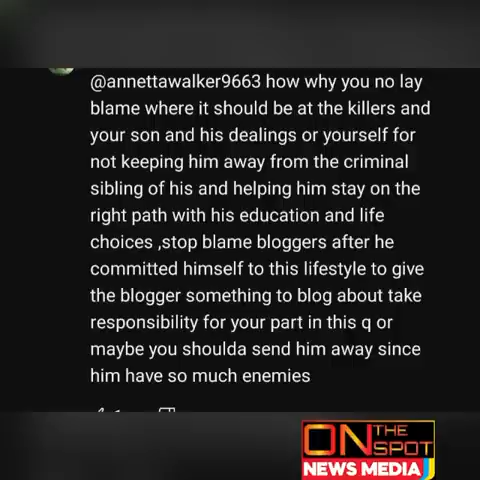 @annettawalker9663 how why you no lay
blame where it should be at the killers and
your son and his dealings or yourself for
not keeping him away from the criminal
sibling of his and helping him stay on the
right path with his education and life
choices ,stop blame bloggers after he
committed himself to this lifestyle to give
the blogger something to blog about take
responsibility for your part in this q or
maybe you shoulda send him away since
him have so much enemies
ON THE SPOT
NEWS MEDIA